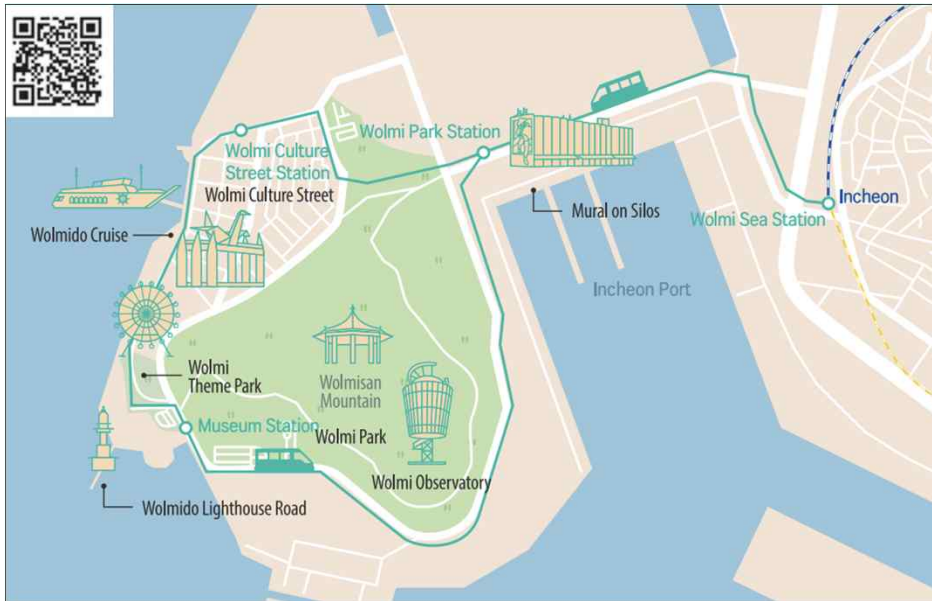 Wolmi Park Station
Wolmi Culture
Street Station
Wolmi Culture Street
Wolmido Cruise
Mural on Silos
Incheon
Wolmi Sea Station
Incheon Port
Wolmi
Theme Park
Wolmisan
Mountain
Museum Station
Wolmi Park
Wolmi Observatory
Wolmido Lighthouse Road